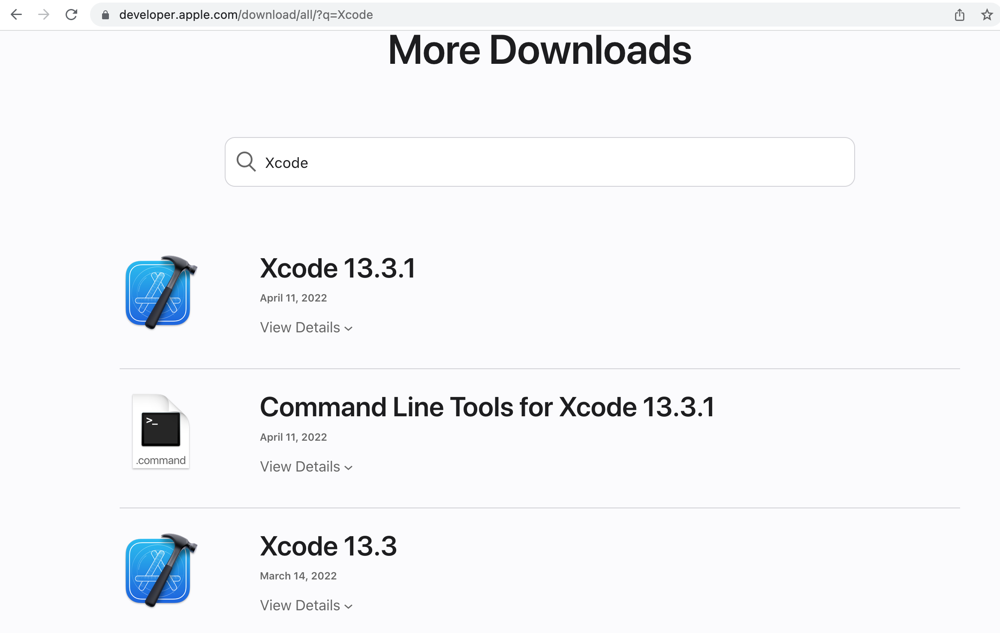 developer.apple.com/download/all/?q=Xcode
More Downloads
Xcode
Xcode 13.3.1
April 11, 2022
View Details
Command Line Tools for Xcode 13.3.1
April 11, 2022
View Details
>_
.command
Xcode 13.3
March 14, 2022
View Details